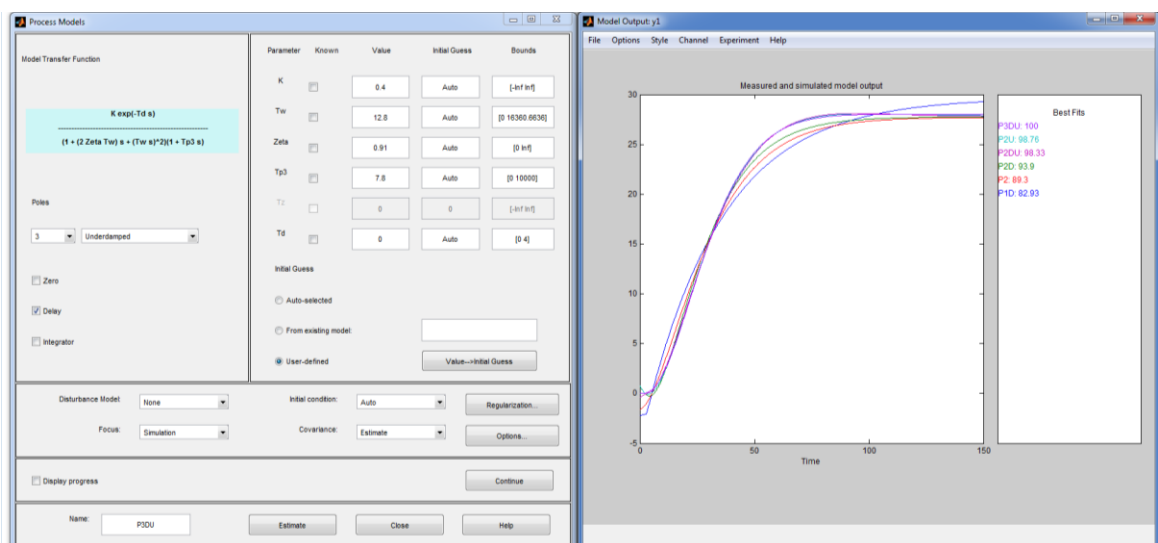 Process Models
Model Transfer Function
K exp(-Td s)
(1 + (2 Zeta Tw) s + (Tw s)^2)(1 + Tp3 s)
Poles
3 Underdamped
Zero
Delay
Integrator
Parameter Known Value Initial Guess Bounds
K 0.4 Auto [-Inf Inf]
Tw 12.8 Auto [0 16360.6636]
Zeta 0.91 Auto [0 Inf]
Tp3 7.8 Auto [0 10000]
Tz 0 0 [-Inf Inf]
Td 0 Auto [0 4]
Initial Guess
Auto-selected
From existing model:
User-defined Value-->Initial Guess
Disturbance Model: None Initial condition: Auto Regularization...
Focus: Simulation Covariance: Estimate Options...
Display progress Continue
Name: P3DU Estimate Close Help
Model Output: y1
File Options Style Channel Experiment Help
Measured and simulated model output
30
25
20
15
10
5
0
-5
0 50 100 150
Time
Best Fits
P3DU: 100
P2U: 98.76
P2DU: 98.33
P2D: 93.9
P2: 89.3
P1D: 82.93